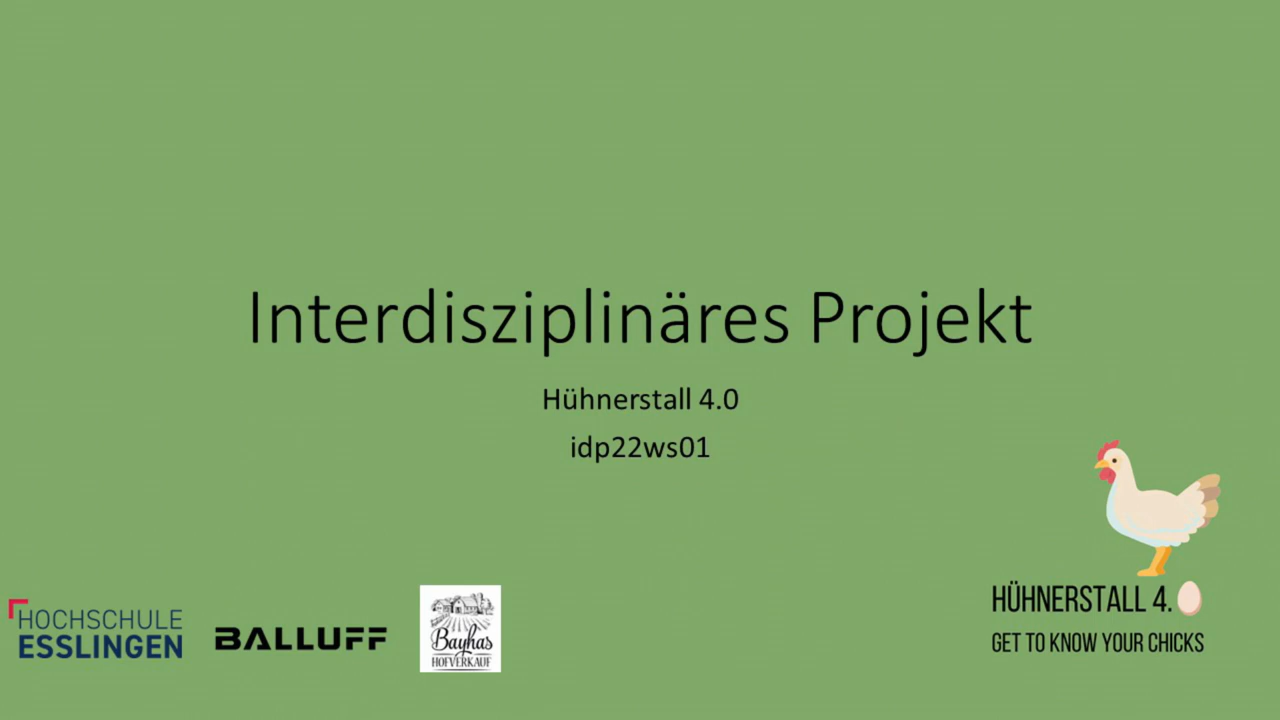 Interdisziplinäres Projekt
Hühnerstall 4.0
idp22ws01
HOCHSCHULE
ESSLINGEN
BALLUFF
Bayhas
HOFVERKAUF
HÜHNERSTALL 4.
GET TO KNOW YOUR CHICKS